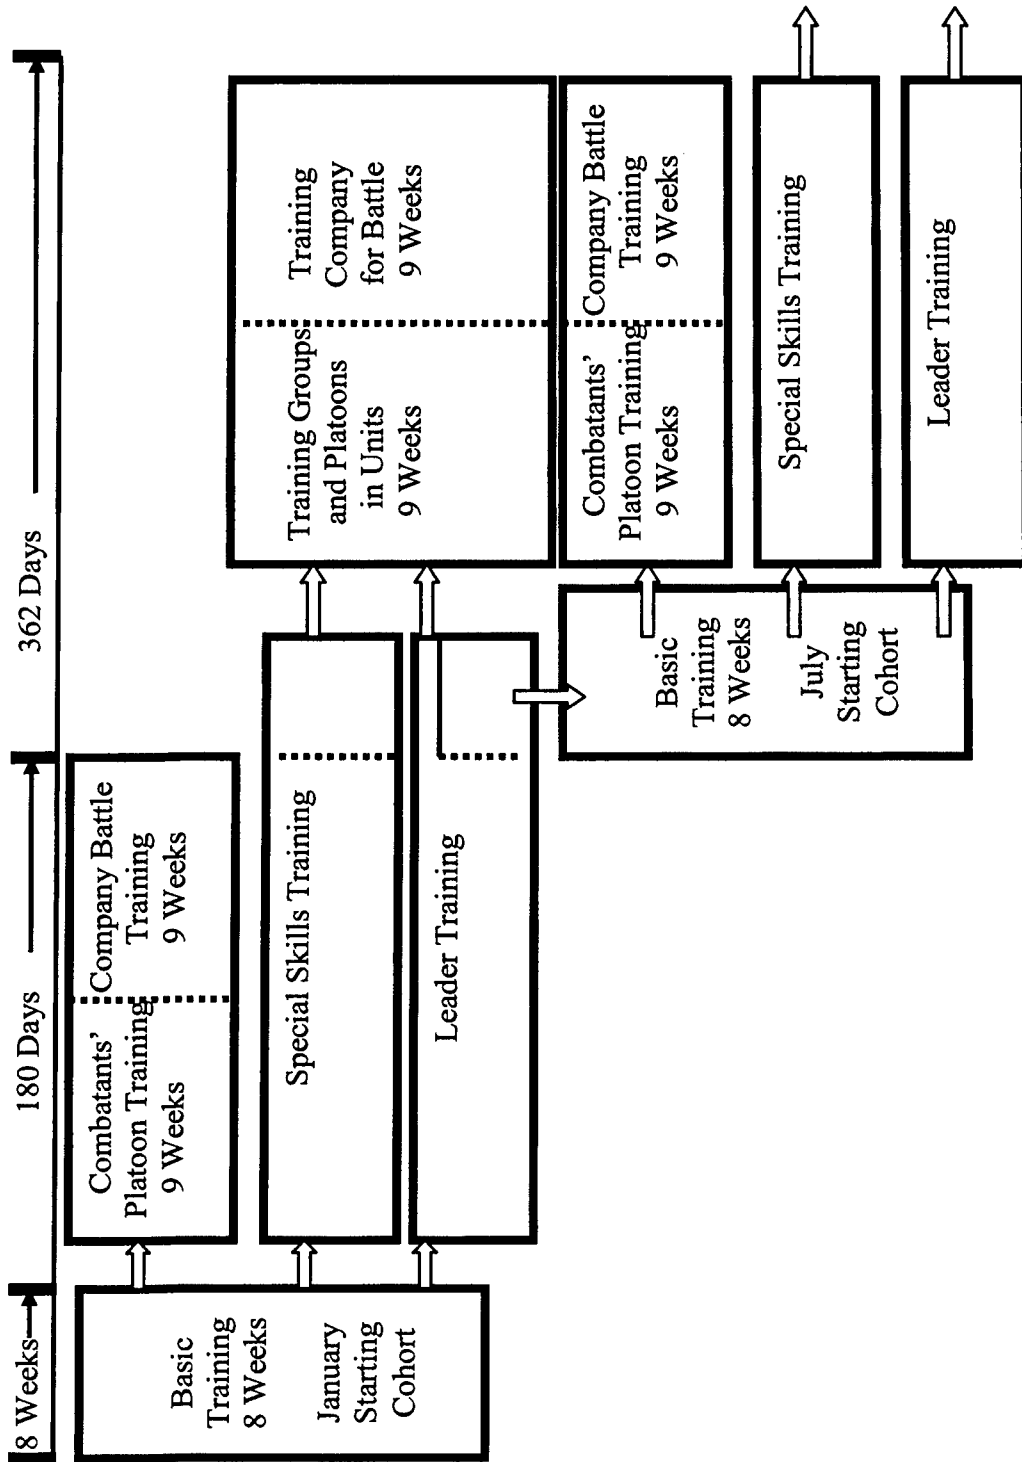 8 Weeks
180 Days
362 Days
Basic
Training
8 Weeks
January
Starting
Cohort
Combatants'
Platoon Training
9 Weeks
Company Battle
Training
9 Weeks
Special Skills Training
Leader Training
Training Groups
and Platoons
in Units
9 Weeks
Training
Company
for Battle
9 Weeks
Basic
Training
8 Weeks
July
Starting
Cohort
Combatants'
Platoon Training
9 Weeks
Company Battle
Training
9 Weeks
Special Skills Training
Leader Training